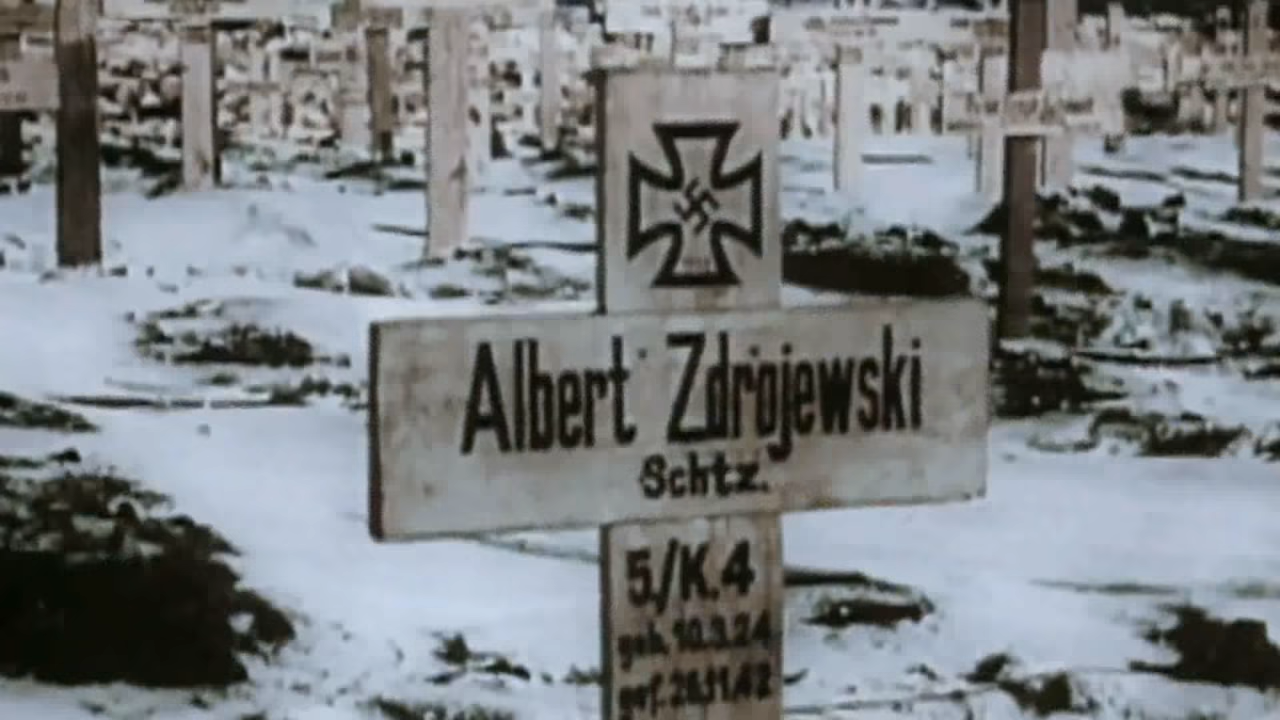 Albert Zdrojewski
Schtz.
5./K.4
geb. 10.3.24
gef. 26.11.42